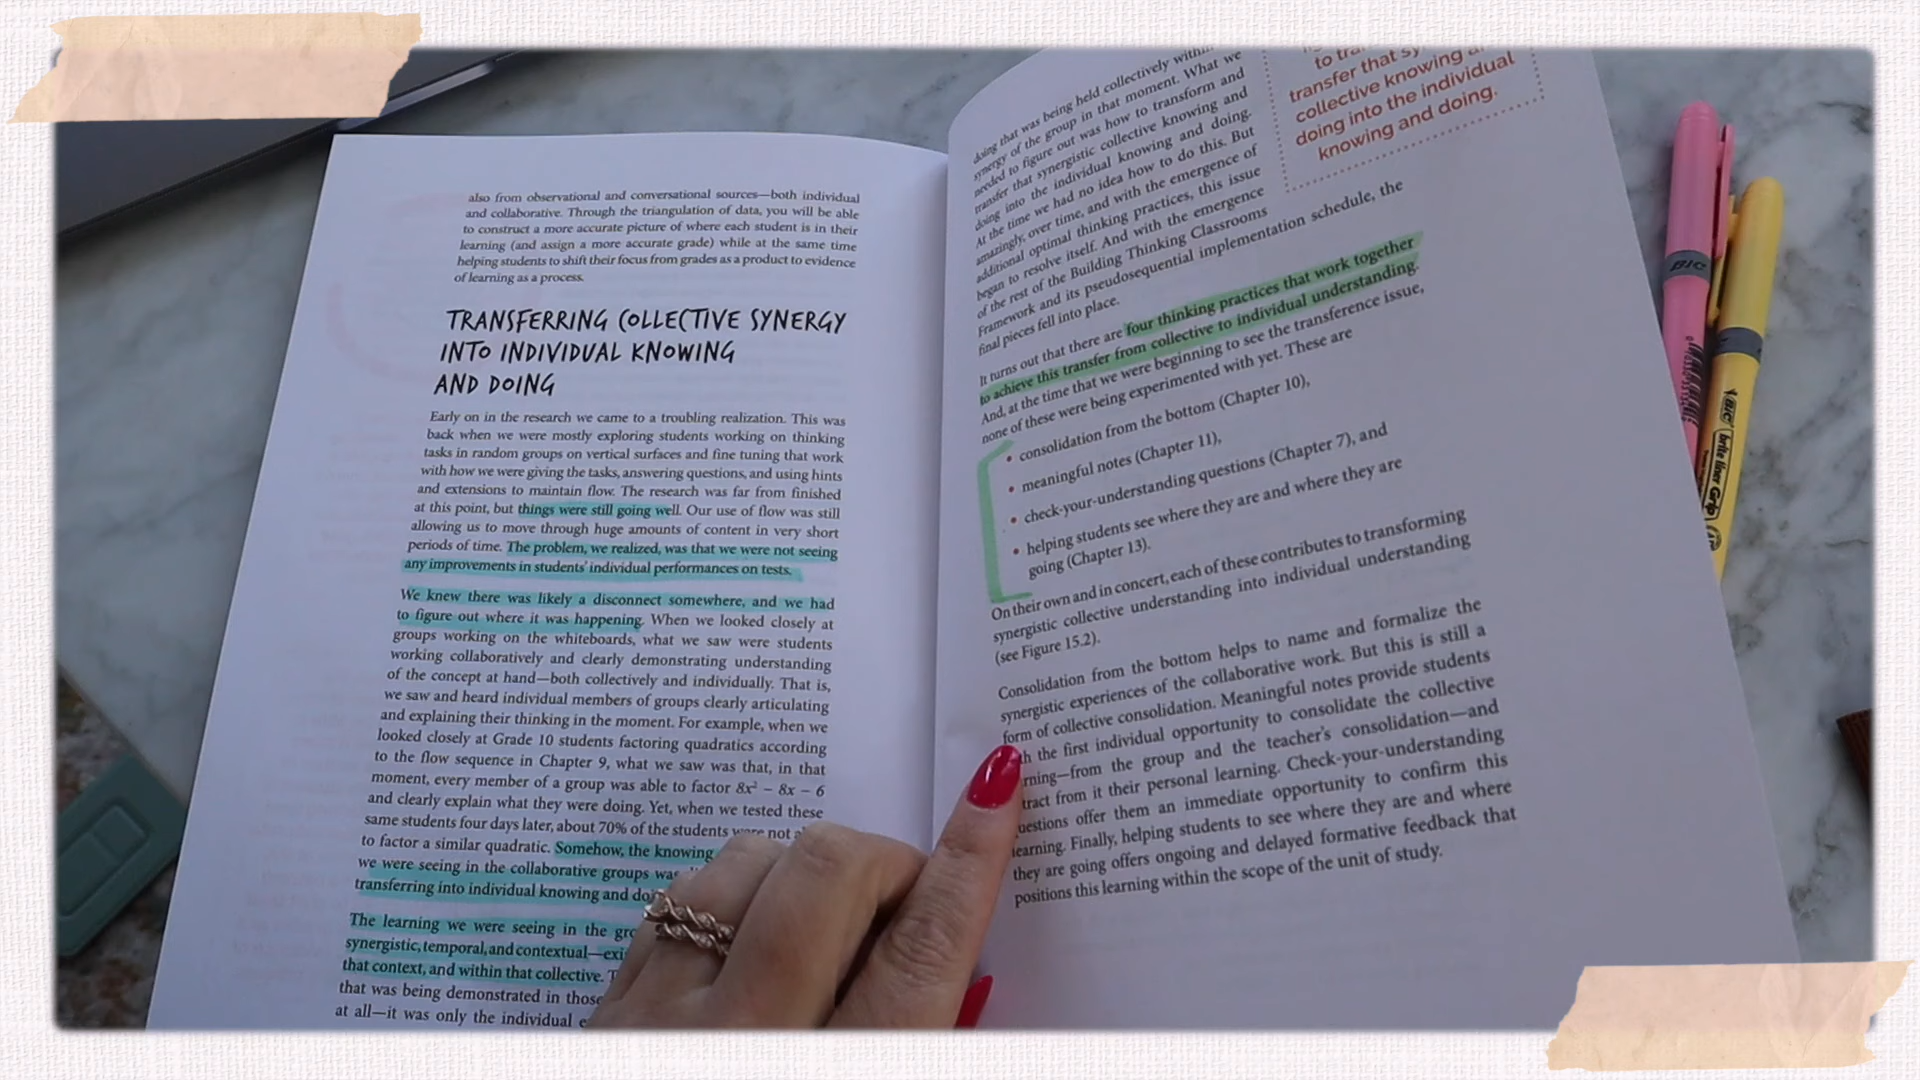 also from observational and conversational sources—both individual
and collaborative. Through the triangulation of data, you will be able
to construct a more accurate picture of where each student is in their
learning (and assign a more accurate grade) while at the same time
helping students to shift their focus from grades as a product to evidence
of learning as a process.
TRANSFERRING COLLECTIVE SYNERGY
INTO INDIVIDUAL KNOWING
AND DOING
Early on in the research we came to a troubling realization. This was
back when we were mostly exploring students working on thinking
tasks in random groups on vertical surfaces and fine tuning that work
with how we were giving the tasks, answering questions, and using hints
and extensions to maintain flow. The research was far from finished
at this point, but things were still going well. Our use of flow was still
allowing us to move through huge amounts of content in very short
periods of time. The problem, we realized, was that we were not seeing
any improvements in students' individual performances on tests.
We knew there was likely a disconnect somewhere, and we had
to figure out where it was happening. When we looked closely at
groups working on the whiteboards, what we saw were students
working collaboratively and clearly demonstrating understanding
of the concept at hand—both collectively and individually. That is,
we saw and heard individual members of groups clearly articulating
and explaining their thinking in the moment. For example, when we
looked closely at Grade 10 students factoring quadratics according
to the flow sequence in Chapter 9, what we saw was that, in that
moment, every member of a group was able to factor 8x² − 8x − 6
and clearly explain what they were doing. Yet, when we tested these
same students four days later, about 70% of the students were not
to factor a similar quadratic. Somehow, the knowing
we were seeing in the collaborative groups was
transferring into individual knowing and
The learning we were seeing in the
synergistic, temporal, and contextual—
that context, and within that collective.
that was being demonstrated in those
at all—it was only the individual
doing that was being held collectively within
synergy of the group in that moment. What we
needed to figure out was how to transform and
transfer that synergistic collective knowing and
doing into the individual knowing and doing.
At the time we had no idea how to do this. But
amazingly, over time, and with the emergence of
additional optimal thinking practices, this issue
began to resolve itself. And with the emergence
of the rest of the Building Thinking Classrooms
Framework and its pseudosequential implementation schedule, the
final pieces fell into place.
to
transfer that
collective knowing
doing into the individual
knowing and doing.
It turns out that there are four thinking practices that work together
to achieve this transfer from collective to individual understanding.
And, at the time that we were beginning to see the transference issue,
none of these were being experimented with yet. These are
• consolidation from the bottom (Chapter 10),
• meaningful notes (Chapter 11),
• check-your-understanding questions (Chapter 7), and
• helping students see where they are and where they are
going (Chapter 13).
On their own and in concert, each of these contributes to transforming
synergistic collective understanding into individual understanding
(see Figure 15.2).
Consolidation from the bottom helps to name and formalize the
synergistic experiences of the collaborative work. But this is still a
form of collective consolidation. Meaningful notes provide students
the first individual opportunity to consolidate the collective
from the group and the teacher's consolidation—and
from it their personal learning. Check-your-understanding
questions offer them an immediate opportunity to confirm this
learning. Finally, helping students to see where they are and where
they are going offers ongoing and delayed formative feedback that
positions this learning within the scope of the unit of study.
BIC
BIC brite liner Grip